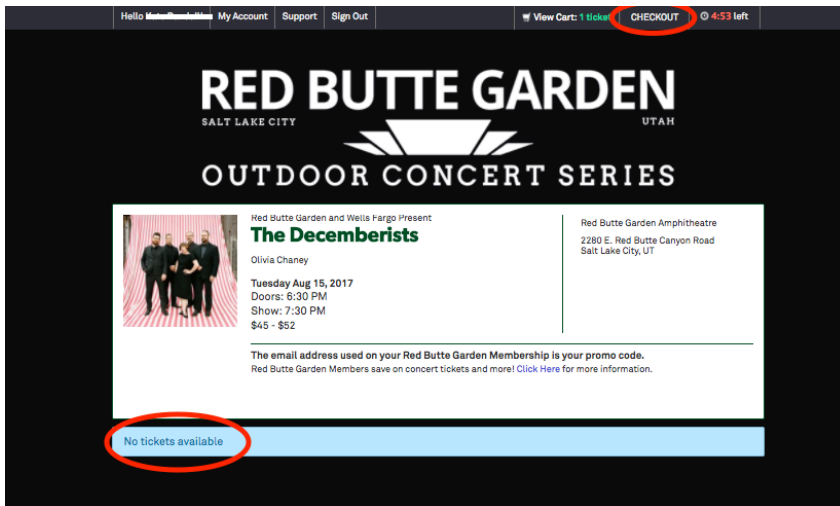 Hello My Account Support Sign Out View Cart: 1 ticket CHECKOUT 4:53 left
RED BUTTE GARDEN
SALT LAKE CITY UTAH
OUTDOOR CONCERT SERIES
Red Butte Garden and Wells Fargo Present
The Decemberists
Olivia Chaney
Tuesday Aug 15, 2017
Doors: 6:30 PM
Show: 7:30 PM
$45 - $52
Red Butte Garden Amphitheatre
2280 E. Red Butte Canyon Road
Salt Lake City, UT
The email address used on your Red Butte Garden Membership is your promo code.
Red Butte Garden Members save on concert tickets and more! Click Here for more information.
No tickets available